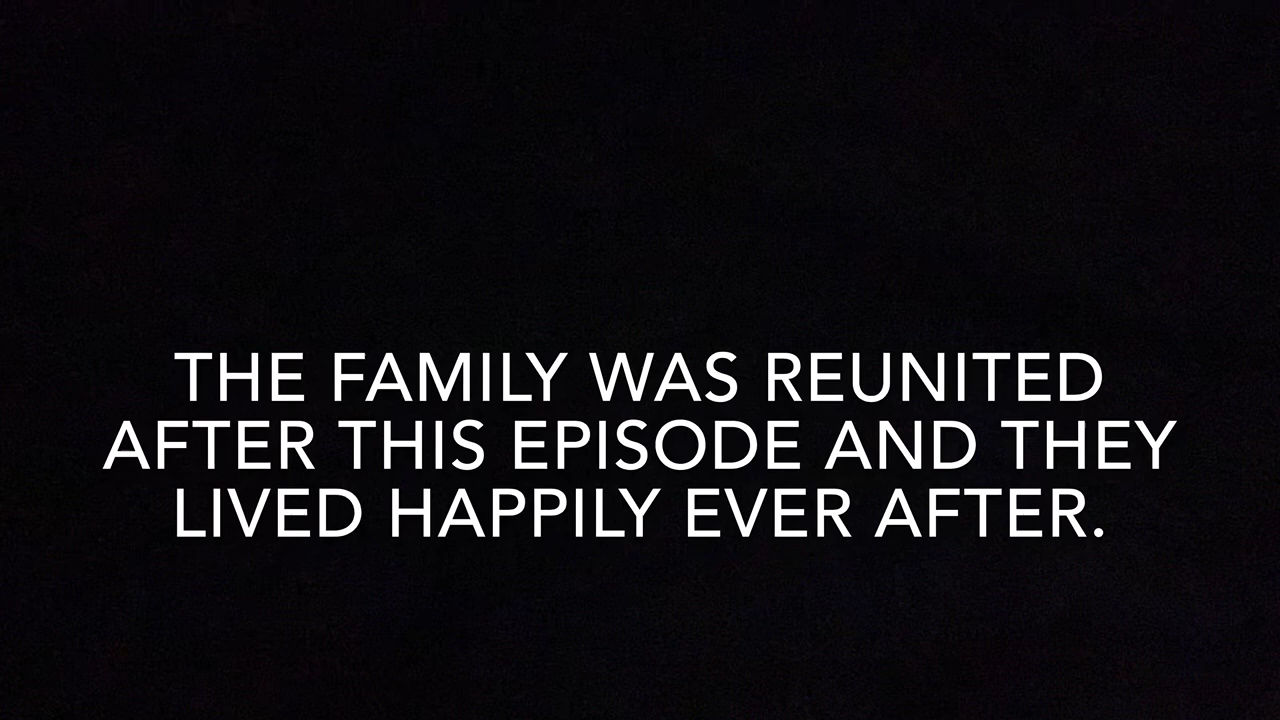 THE FAMILY WAS REUNITED
AFTER THIS EPISODE AND THEY
LIVED HAPPILY EVER AFTER.